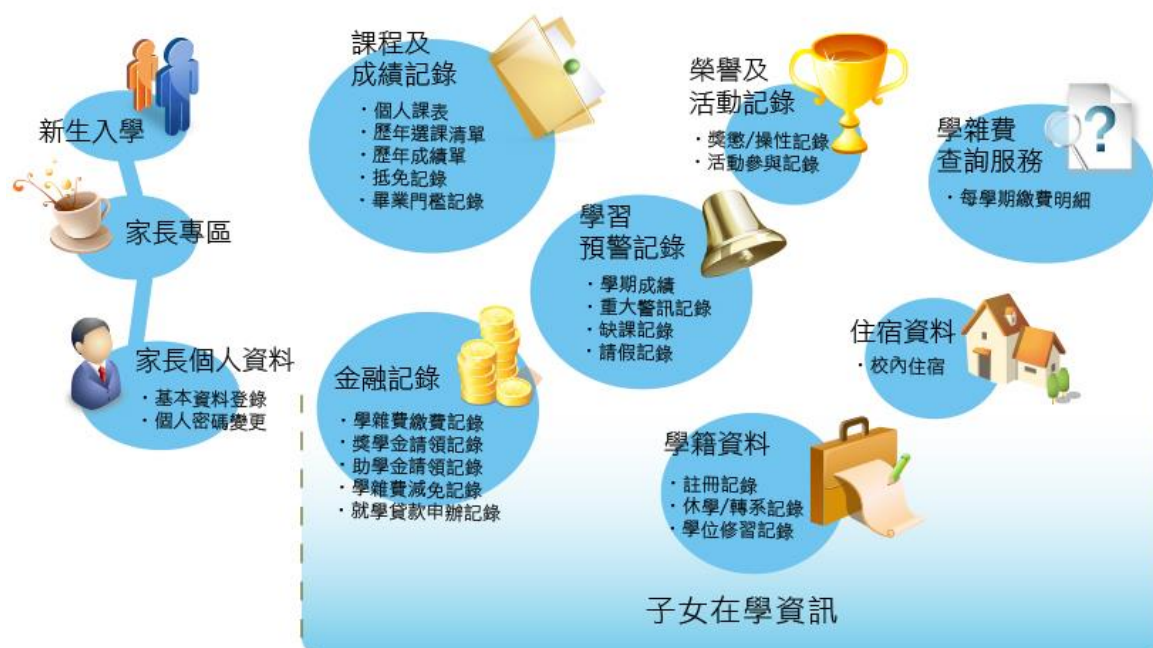 新生入學
家長專區
家長個人資料
・基本資料登錄
・個人密碼變更
課程及
成績記錄
・個人課表
・歷年選課清單
・歷年成績單
・抵免記錄
・畢業門檻記錄
榮譽及
活動記錄
・獎懲/操性記錄
・活動參與記錄
學雜費
查詢服務
・每學期繳費明細
學習
預警記錄
・學期成績
・重大警訊記錄
・缺課記錄
・請假記錄
住宿資料
・校內住宿
金融記錄
・學雜費繳費記錄
・獎學金請領記錄
・助學金請領記錄
・學雜費減免記錄
・就學貸款申辦記錄
學籍資料
・註冊記錄
・休學/轉系記錄
・學位修習記錄
子女在學資訊
?